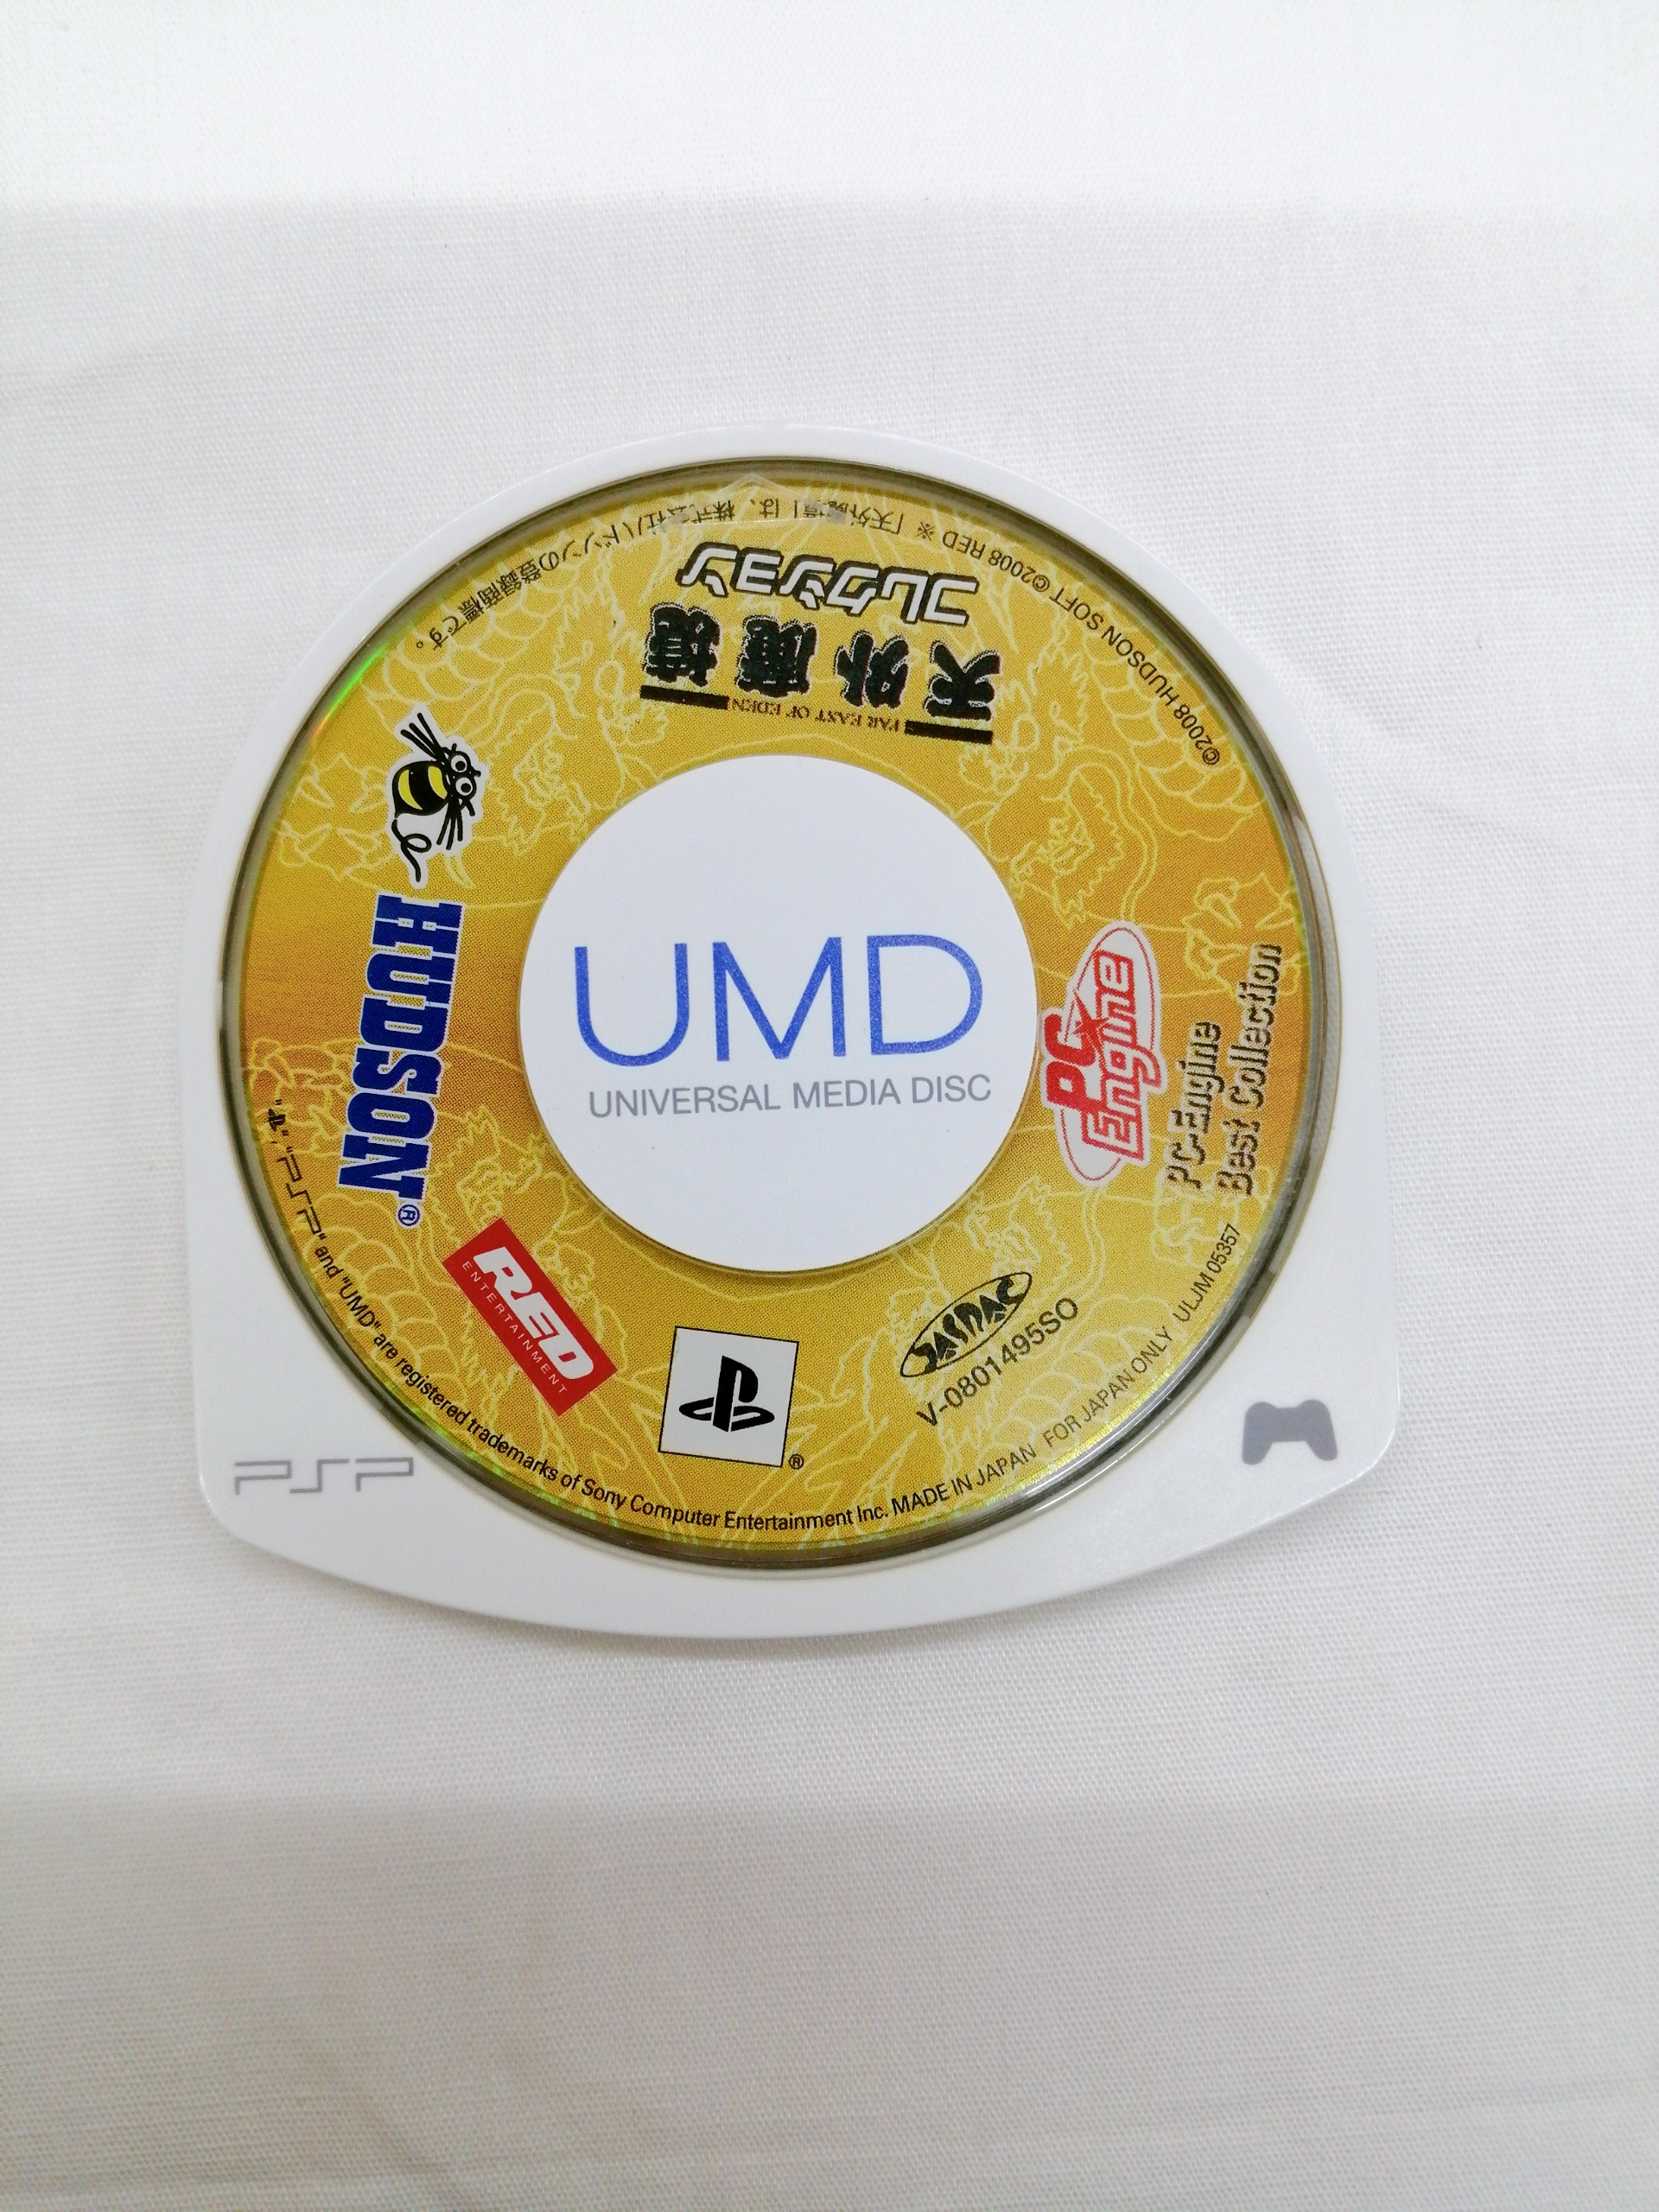 天外魔境
FAR EAST OF EDEN
コレクション
©2008 HUDSON SOFT ©2008 RED ※「天外魔境」は、株式会社ハドソンの登録商標です。
HUDSON®
UMD
UNIVERSAL MEDIA DISC
PC Engine
PC-Engine
Best Collection
RED
ENTERTAINMENT
®
JASRAC
V-0801495SO
"PSP" and "UMD" are registered trademarks of Sony Computer Entertainment Inc. MADE IN JAPAN FOR JAPAN ONLY ULJM 05357
PSP